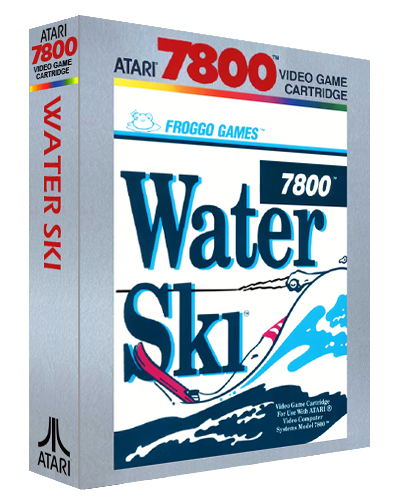 ATARI
7800
VIDEO GAME
CARTRIDGE
WATER SKI
ATARI
ATARI 7800™ VIDEO GAME
CARTRIDGE
FROGGO GAMES™
7800™
Water
Ski™
Video Game Cartridge
For Use With ATARI®
Video Computer
Systems Model 7800™